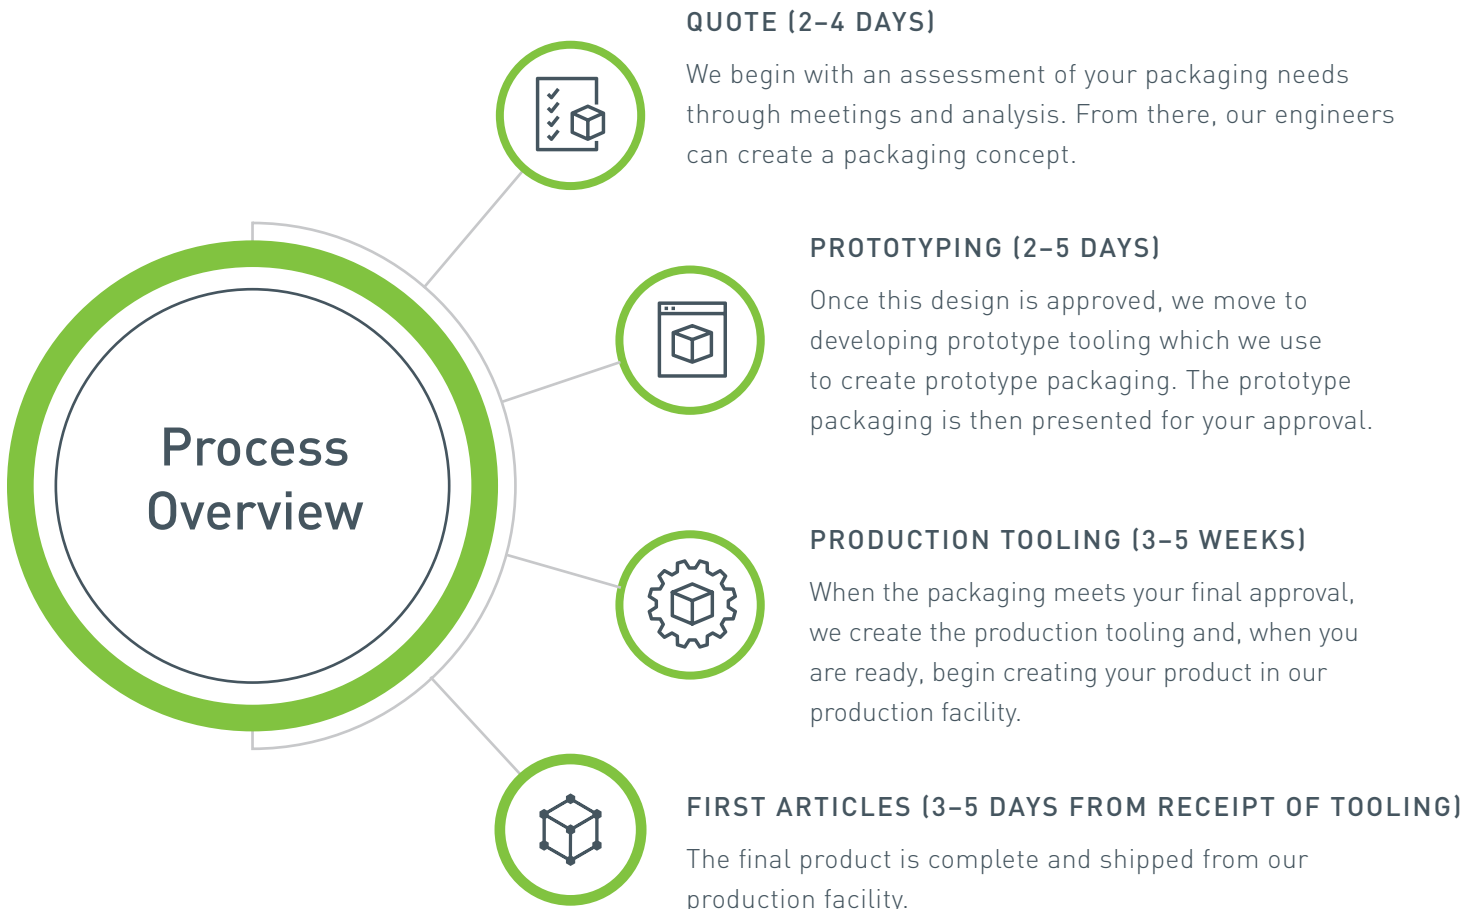 QUOTE (2–4 DAYS)
We begin with an assessment of your packaging needs
through meetings and analysis. From there, our engineers
can create a packaging concept.
PROTOTYPING (2–5 DAYS)
Once this design is approved, we move to
developing prototype tooling which we use
to create prototype packaging. The prototype
packaging is then presented for your approval.
Process
Overview
PRODUCTION TOOLING (3–5 WEEKS)
When the packaging meets your final approval,
we create the production tooling and, when you
are ready, begin creating your product in our
production facility.
FIRST ARTICLES (3–5 DAYS FROM RECEIPT OF TOOLING)
The final product is complete and shipped from our
production facility.